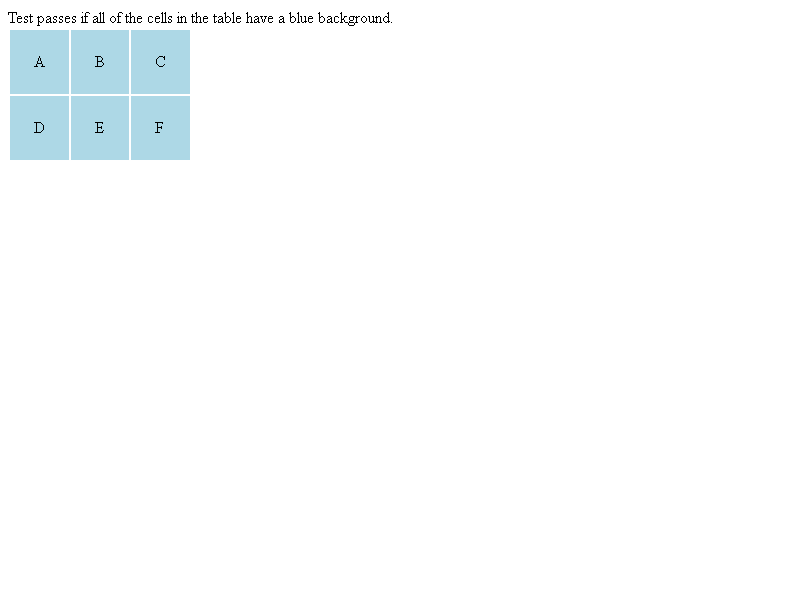 Test passes if all of the cells in the table have a blue background.
A B C
D E F